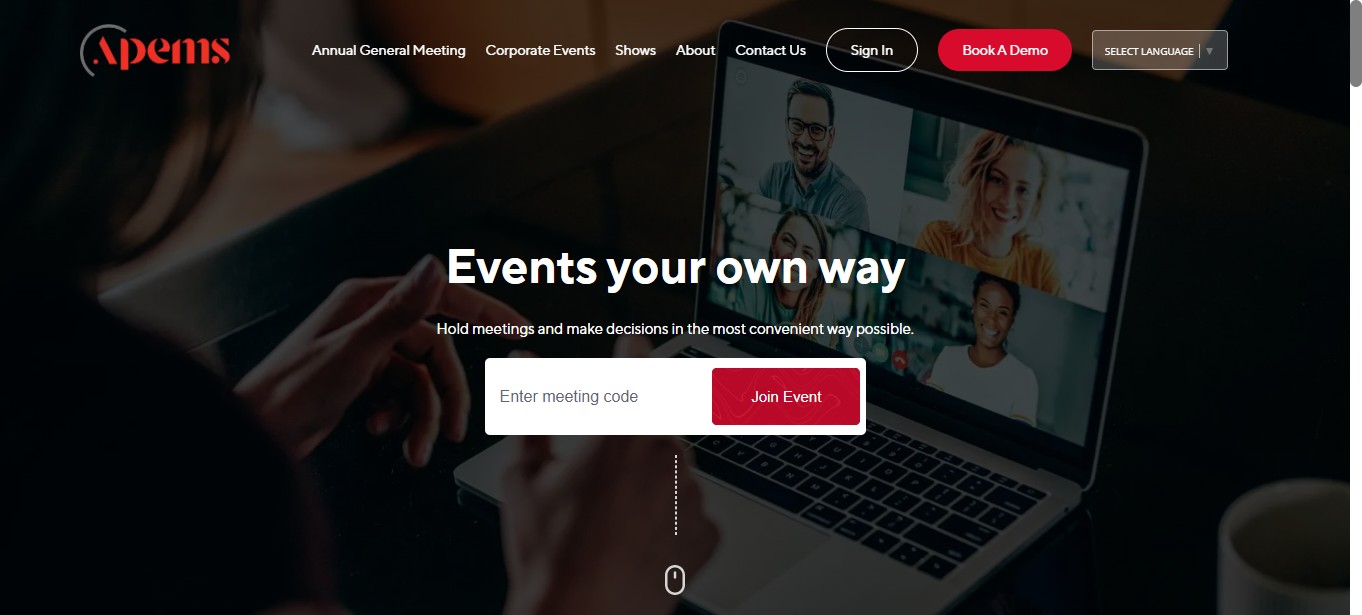 Apems
Annual General Meeting Corporate Events Shows About Contact Us Sign In Book A Demo SELECT LANGUAGE ▼
Events your own way
Hold meetings and make decisions in the most convenient way possible.
Enter meeting code Join Event